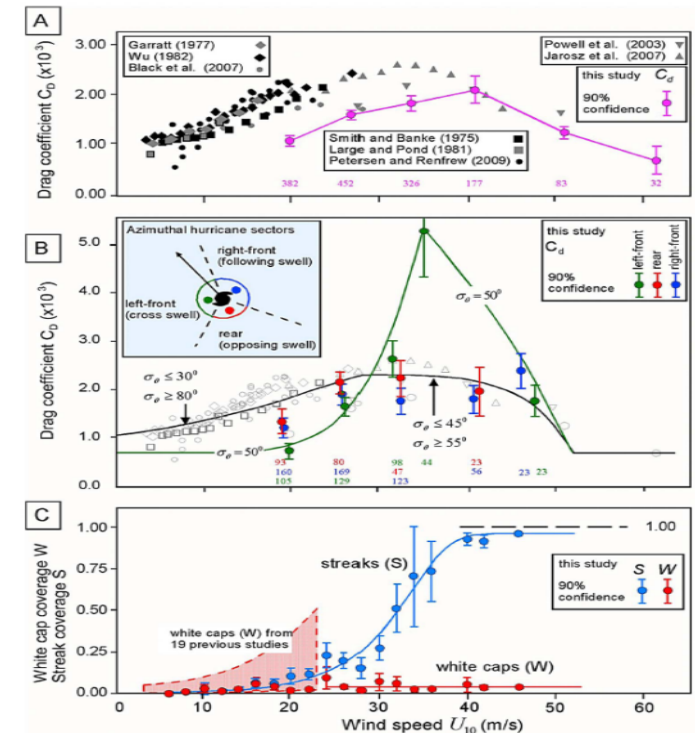 A
Drag coefficient C_D (x10³)
3.00
2.00
1.00
0.00
Garratt (1977)
Wu (1982)
Black et al. (2007)
Powell et al. (2003)
Jarosz et al. (2007)
this study C_d
90% confidence
Smith and Banke (1975)
Large and Pond (1981)
Petersen and Renfrew (2009)
382 452 326 177 83 32
B
Drag coefficient C_D (x10³)
5.0
4.0
3.0
2.0
1.0
0.0
Azimuthal hurricane sectors
right-front
(following swell)
left-front
(cross swell)
rear
(opposing swell)
this study
C_d
90%
confidence
left-front
rear
right-front
σ_θ = 50°
σ_θ ≤ 30°
σ_θ ≥ 80°
σ_θ ≤ 45°
σ_θ ≥ 55°
σ_θ = 50°
93 80 98 44 23
160 169 47 56 23 23
105 129 123
C
White cap coverage W
Streak coverage S
1.00
0.75
0.50
0.25
0.00
1.00
streaks (S)
this study S W
90%
confidence
white caps (W) from
19 previous studies
white caps (W)
0 10 20 30 40 50 60
Wind speed U₁₀ (m/s)